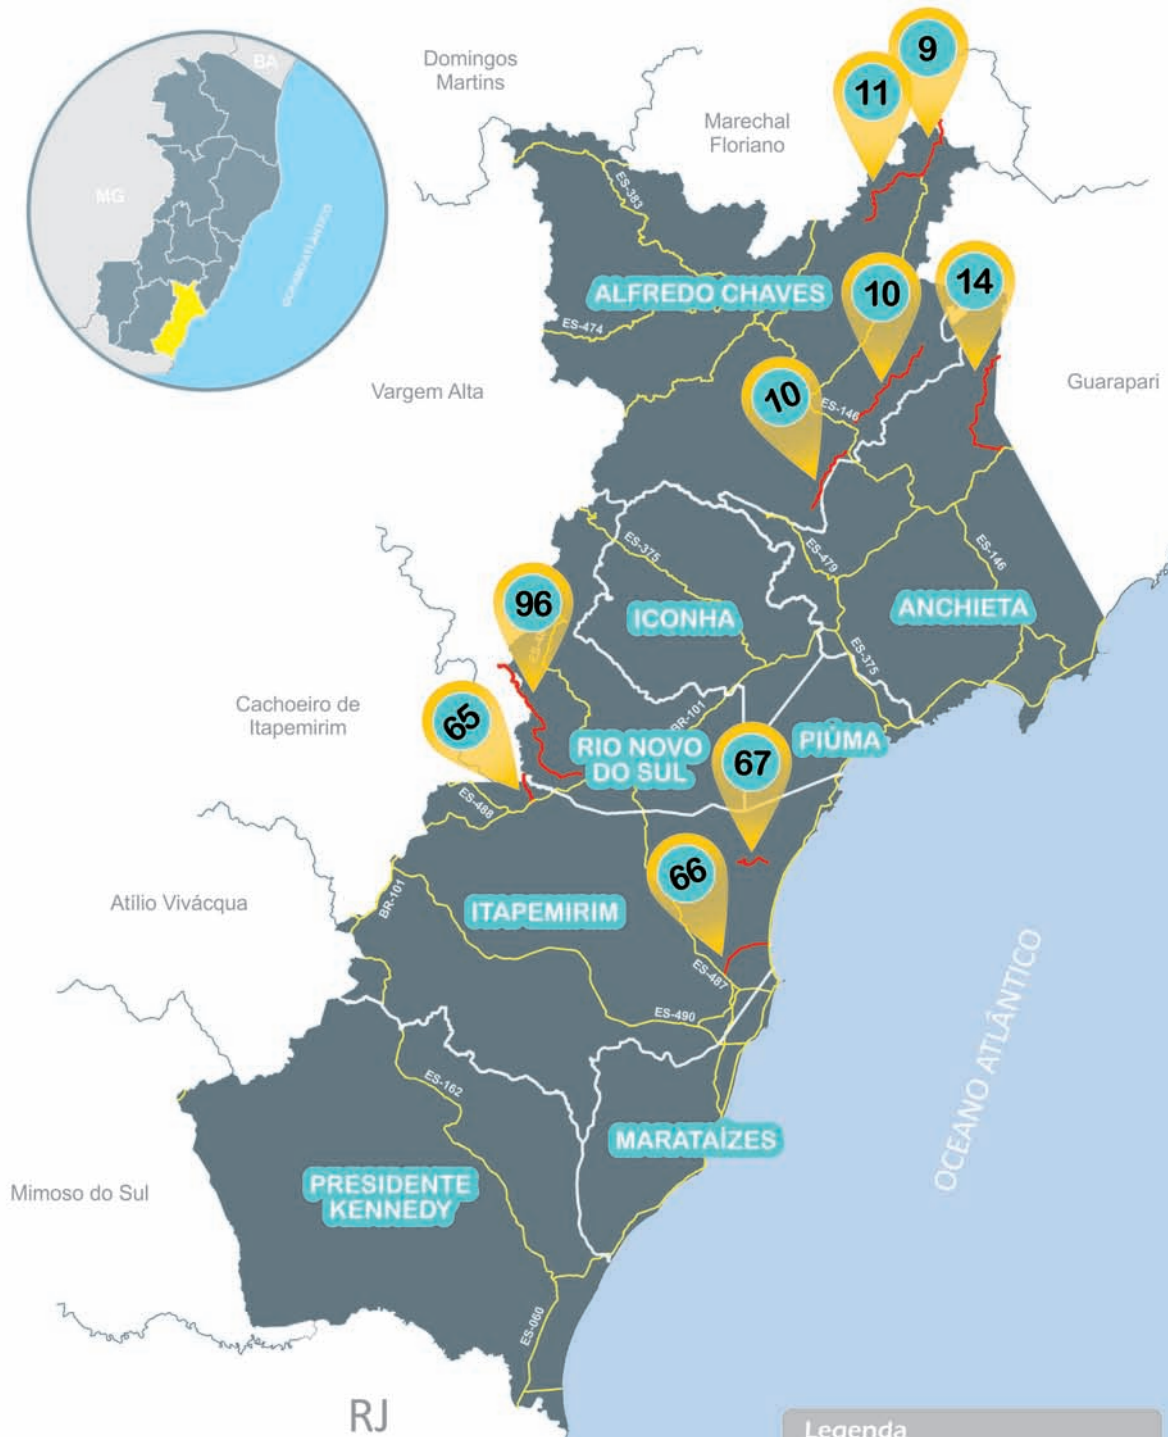 BA
MG
OCEANO ATLÂNTICO
Domingos
Martins
Marechal
Floriano
9
11
ES-383
ALFREDO CHAVES
10
14
ES-474
Vargem Alta
Guarapari
10
ES-146
ES-375
ES-479
ES-146
96
ICONHA
ANCHIETA
ES-375
Cachoeiro de
Itapemirim
65
BR-101
RIO NOVO
DO SUL
67
PIÚMA
ES-488
66
Atílio Vivácqua
BR-101
ITAPEMIRIM
ES-487
ES-490
OCEANO ATLÂNTICO
ES-162
MARATAÍZES
Mimoso do Sul
PRESIDENTE
KENNEDY
ES-060
RJ
Legenda